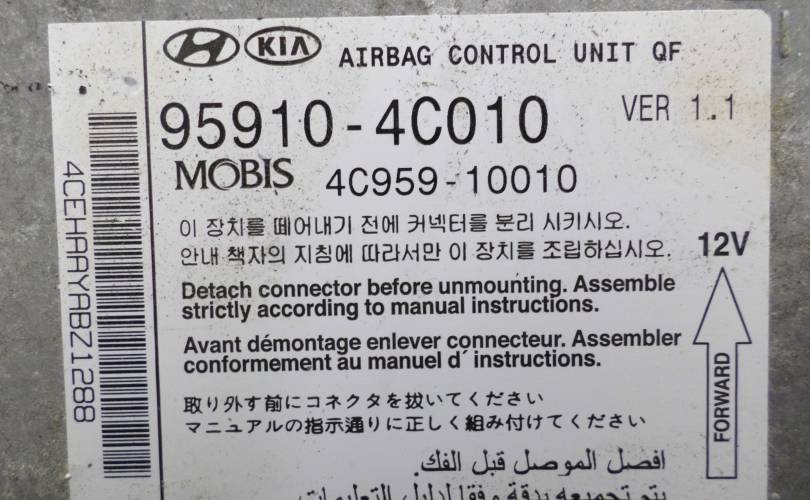 KIA AIRBAG CONTROL UNIT QF
95910-4C010 VER 1.1
MOBIS 4C959-10010
이 장치를 떼어내기 전에 커넥터를 분리 시키시오.
안내 책자의 지침에 따라서만 이 장치를 조립하십시오.
12V
Detach connector before unmounting. Assemble
strictly according to manual instructions.
Avant démontage enlever connecteur. Assembler
conformement au manuel d´ instructions.
FORWARD
取り外す前にコネクタを抜いてください
マニュアルの指示通りに正しく組み付けてください
افصل الموصل قبل الفك.
يتم تجميعه بدقة وفقا لدليل التعليمات
4CEHAAYABZ1288